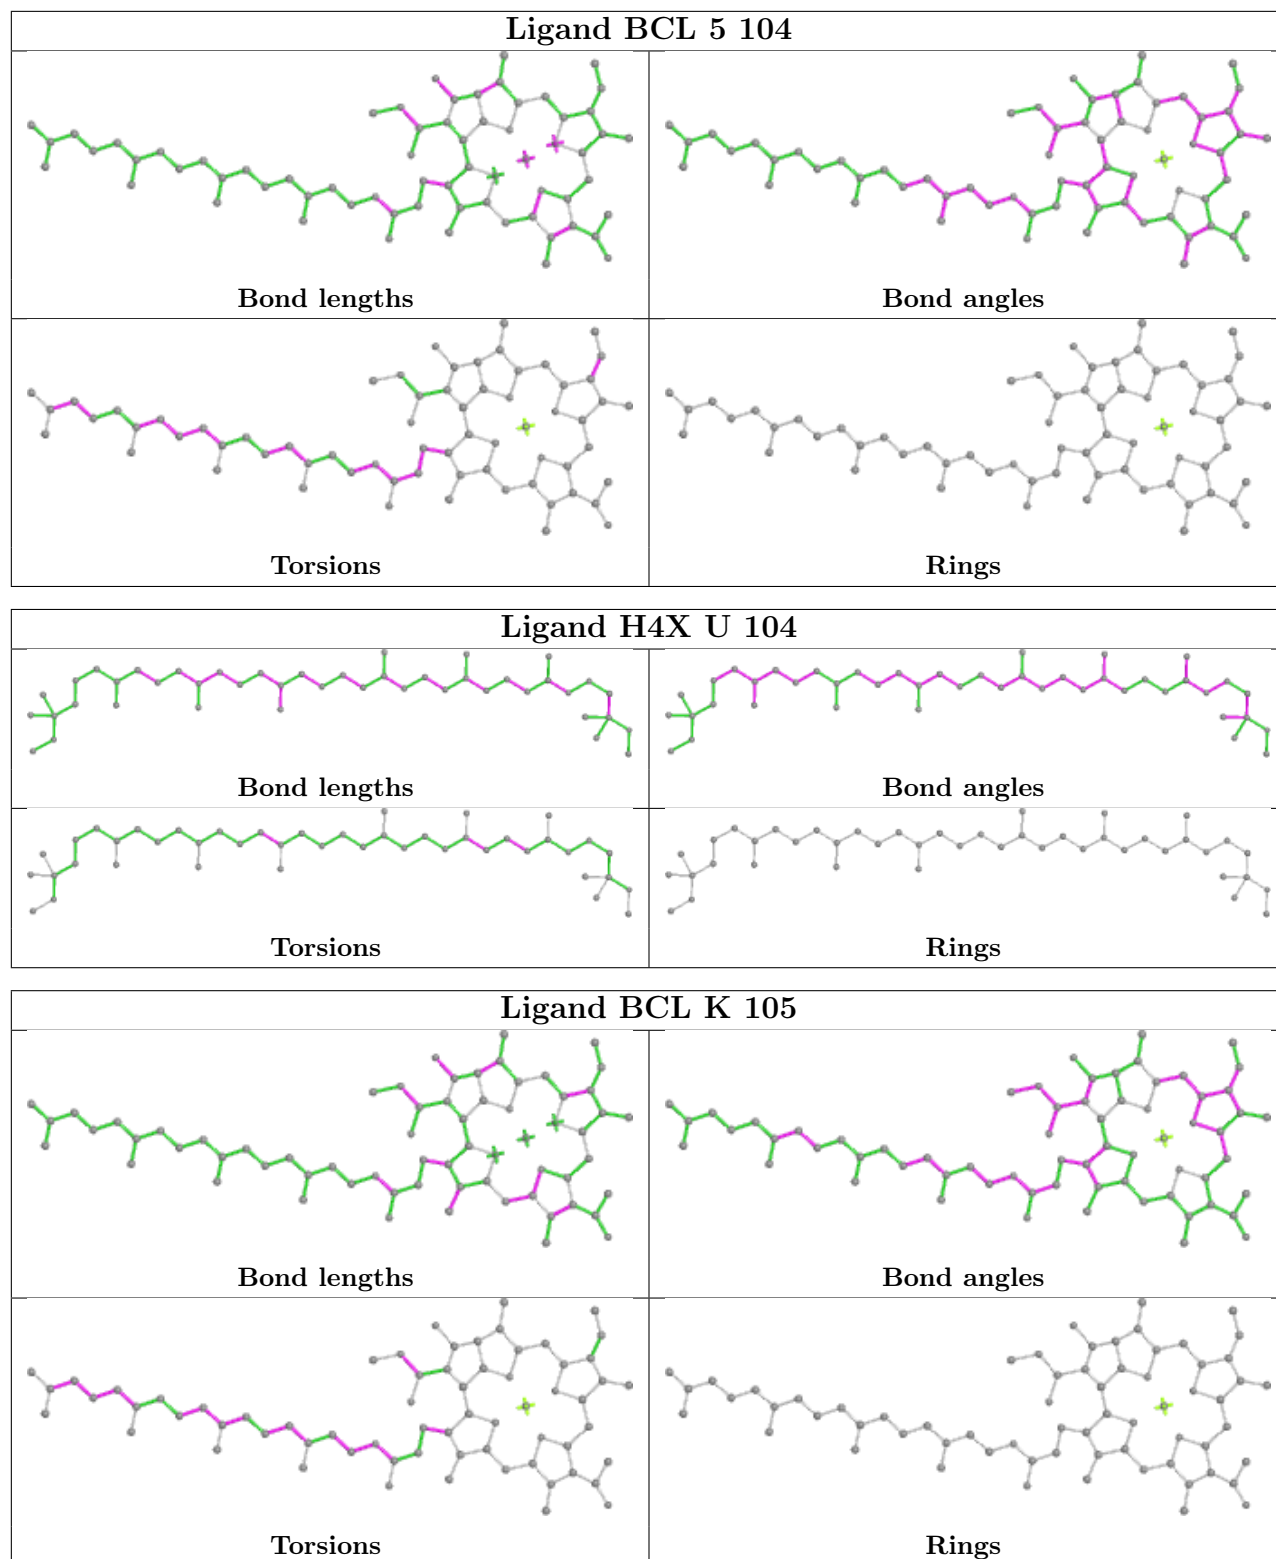 Ligand BCL 5 104
Bond lengths
Bond angles
Torsions
Rings
Ligand H4X U 104
Bond lengths
Bond angles
Torsions
Rings
Ligand BCL K 105
Bond lengths
Bond angles
Torsions
Rings